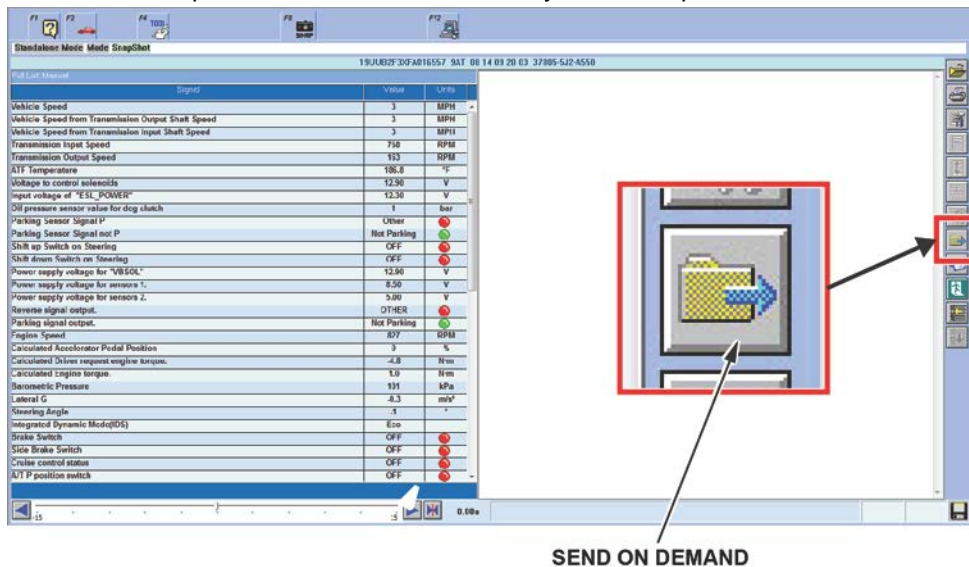 F1 F2 F4 F8 F12
Standalone Mode Mode SnapShot
19UUB2F3XFA016557 9AT 08 14 03 20 03 37805-5J2-A550
Full List Manual
Signal Value Units
Vehicle Speed 3 MPH
Vehicle Speed from Transmission Output Shaft Speed 3 MPH
Vehicle Speed from Transmission Input Shaft Speed 3 MPH
Transmission Input Speed 750 RPM
Transmission Output Speed 163 RPM
ATF Temperature 186.8 °F
Voltage to control solenoids 12.90 V
Input voltage of "ESL_POWER" 12.30 V
Oil pressure sensor value for dog clutch 1 bar
Parking Sensor Signal P Other
Parking Sensor Signal not P Not Parking
Shift up Switch on Steering OFF
Shift down Switch on Steering OFF
Power supply voltage for "VBSOL" 12.90 V
Power supply voltage for sensors 1. 8.50 V
Power supply voltage for sensors 2. 5.00 V
Reverse signal output. OTHER
Parking signal output. Not Parking
Engine Speed 827 RPM
Calculated Accelerator Pedal Position %
Calculated Driver request engine torque. -4.8 N·m
Calculated Engine torque. 1.0 N·m
Barometric Pressure 101 kPa
Lateral G -0.3 m/s²
Steering Angle °
Integrated Dynamic Mode(IDS) Eco
Brake Switch OFF
Side Brake Switch OFF
Cruise control status OFF
A/T P position switch OFF
-15 15 0.00s
SEND ON DEMAND